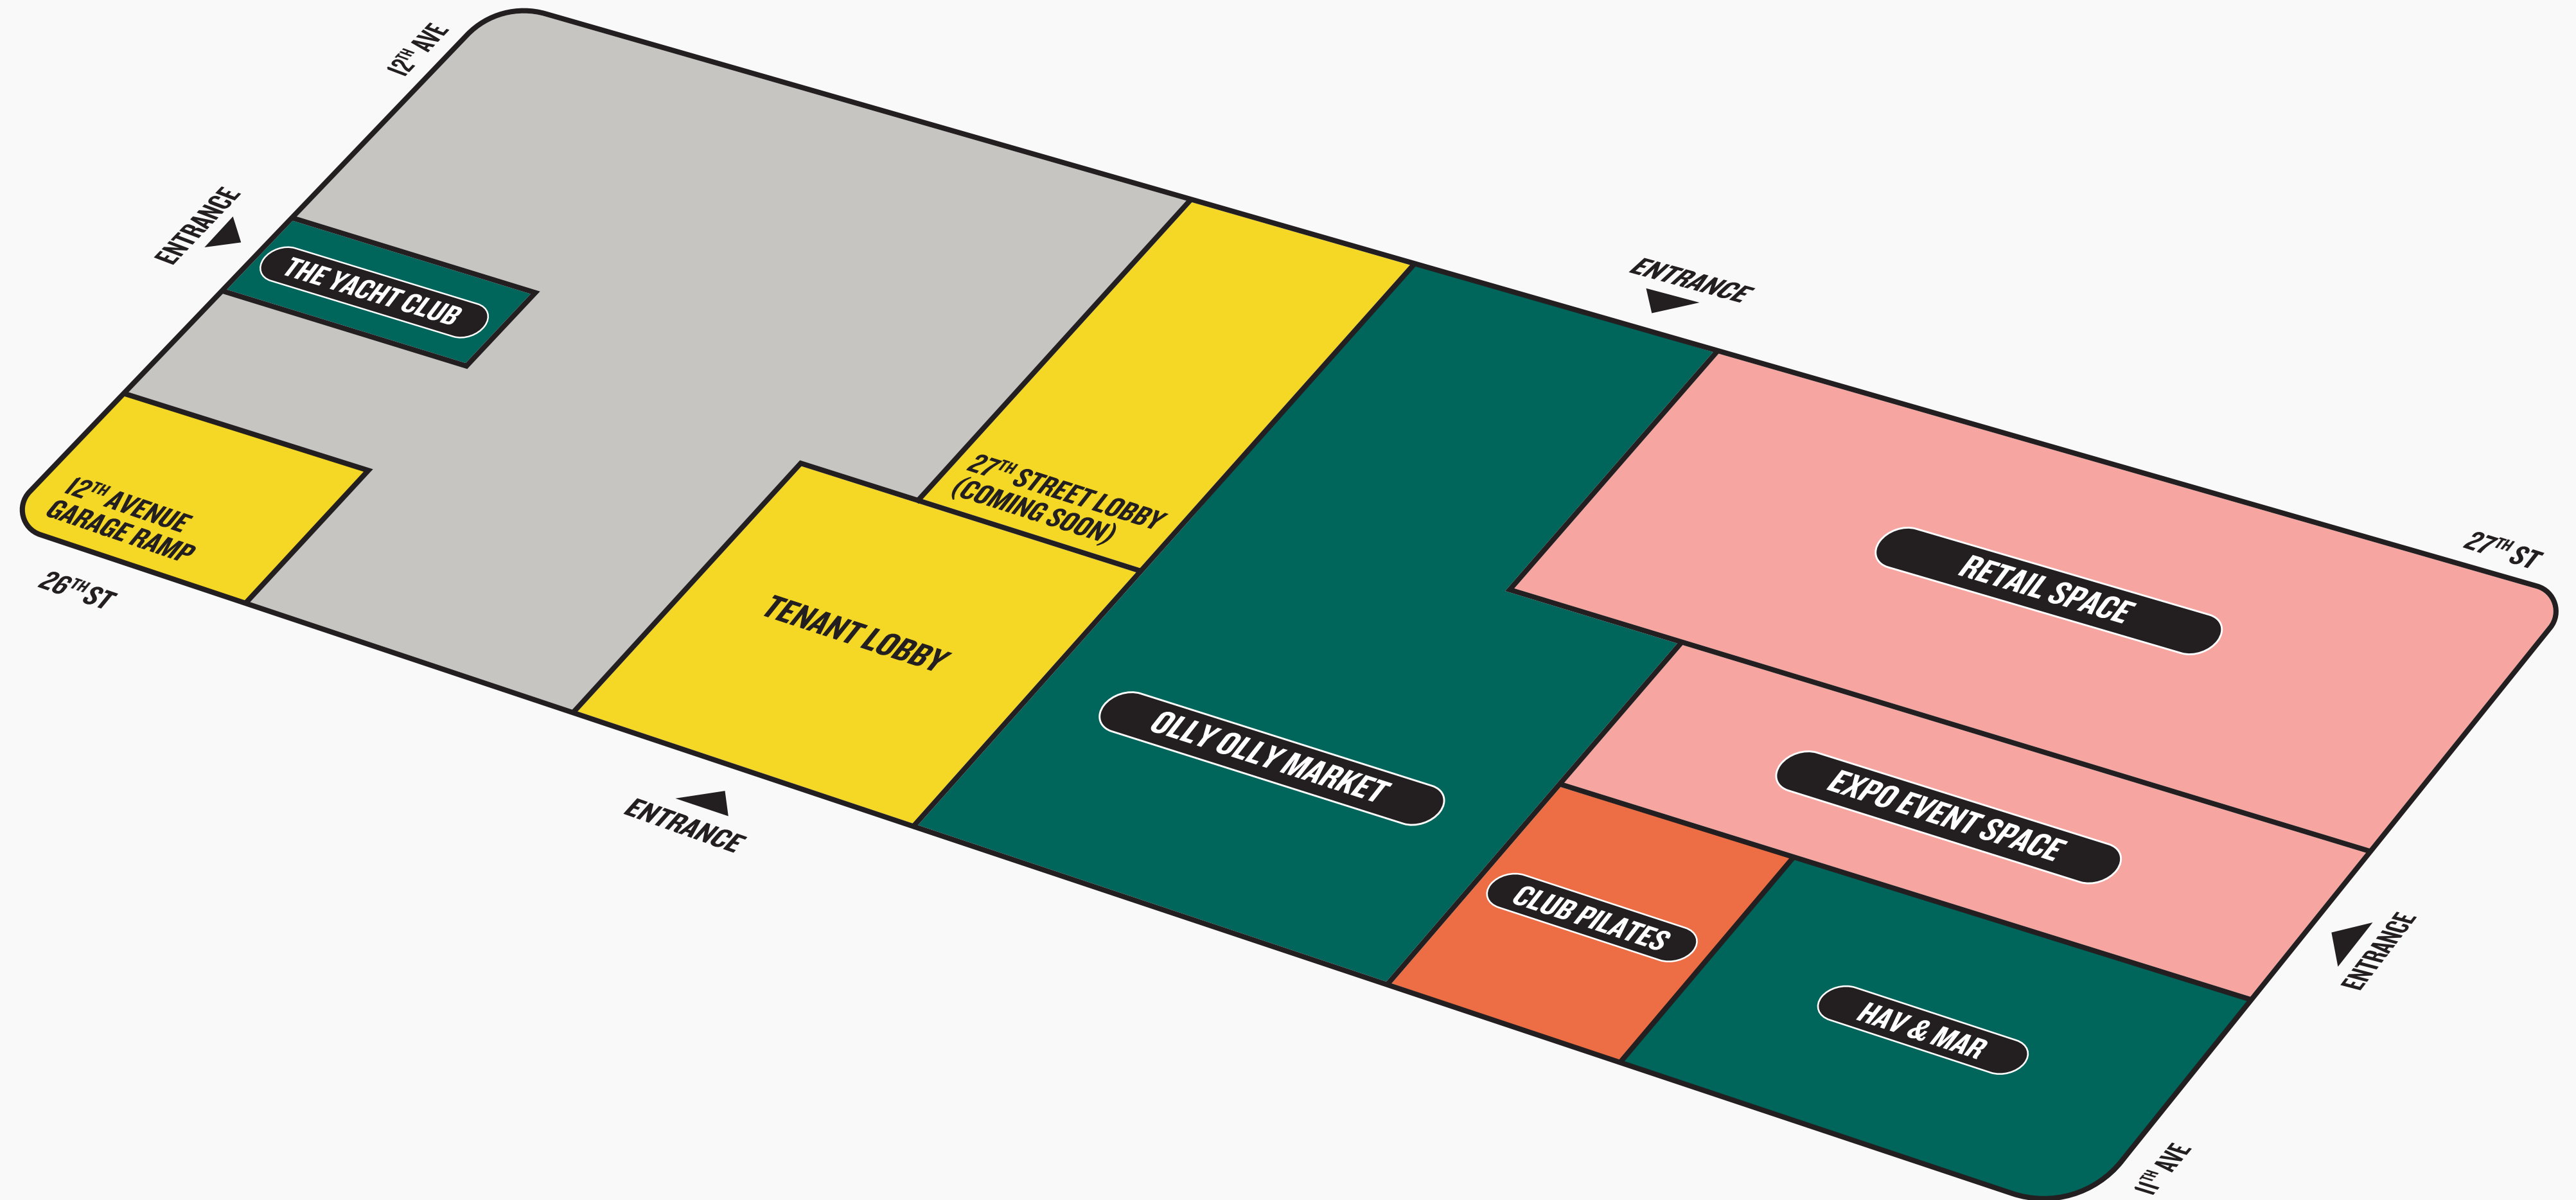 12TH AVE
ENTRANCE
THE YACHT CLUB
12TH AVENUE
GARAGE RAMP
26TH ST
27TH STREET LOBBY
(COMING SOON)
TENANT LOBBY
ENTRANCE
ENTRANCE
OLLY OLLY MARKET
RETAIL SPACE
27TH ST
EXPO EVENT SPACE
CLUB PILATES
HAV & MAR
ENTRANCE
11TH AVE